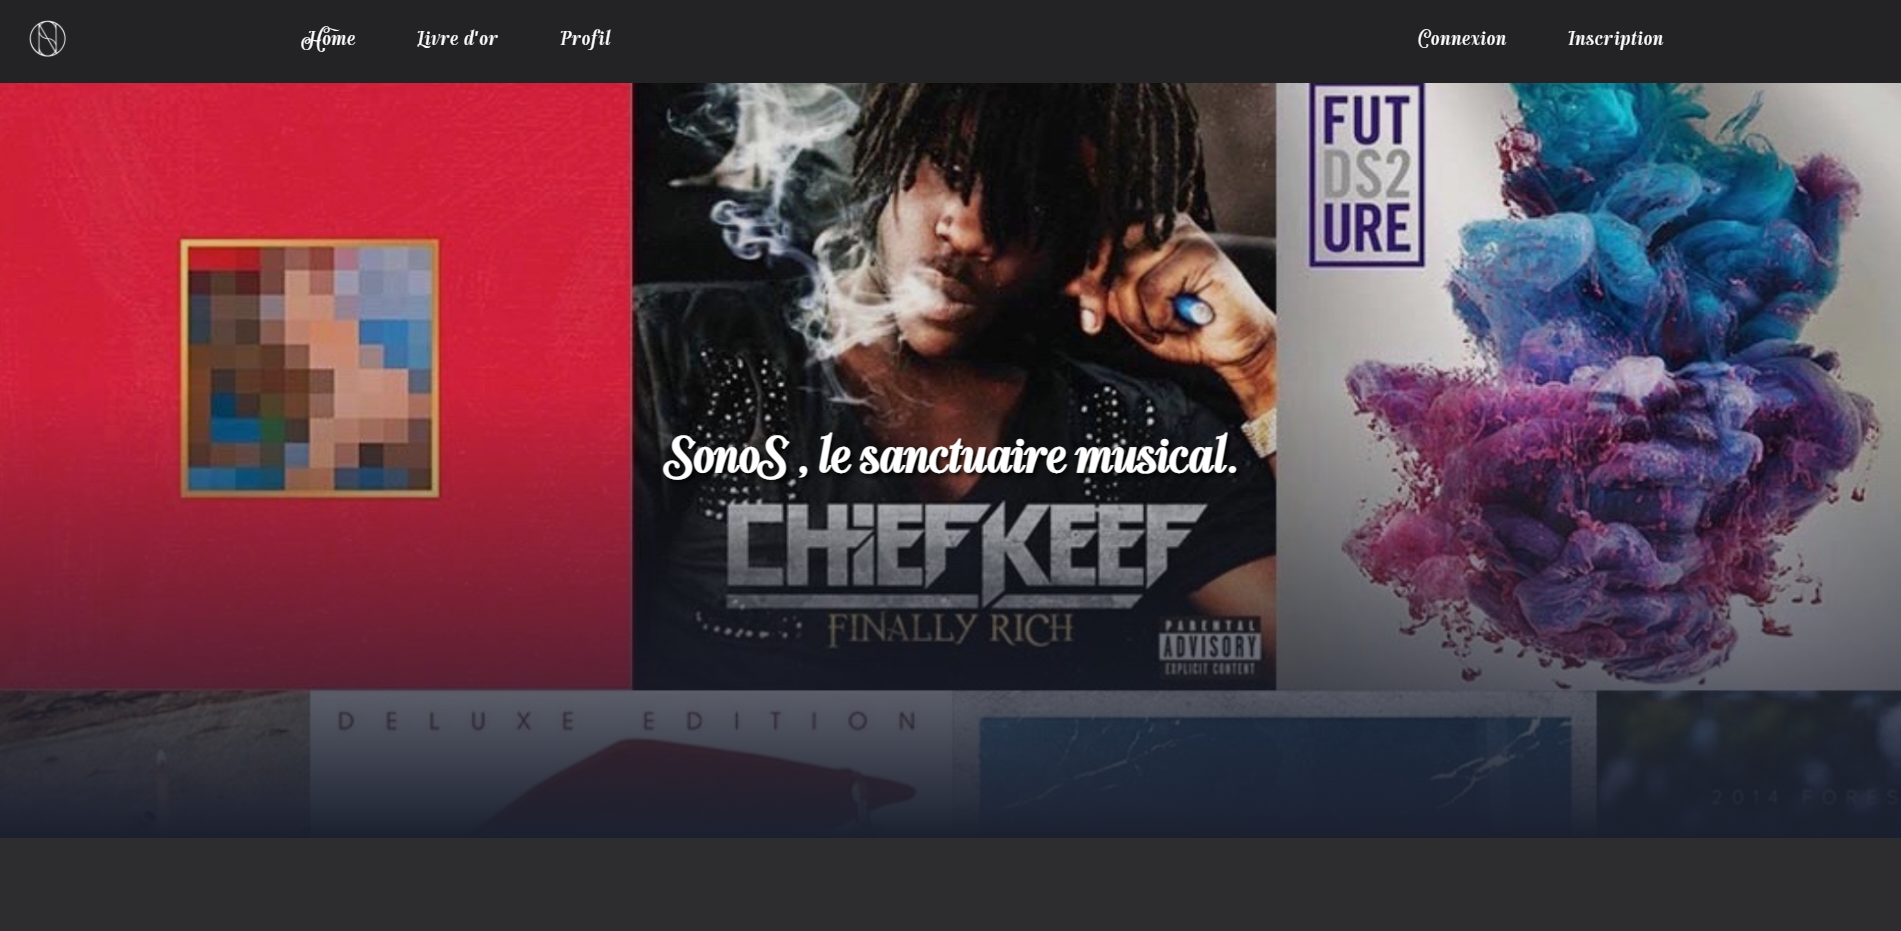 Home Livre d'or Profil Connexion Inscription
FUT
DS2
URE
SonoS , le sanctuaire musical.
CHIEF KEEF
FINALLY RICH
PARENTAL
ADVISORY
EXPLICIT CONTENT
DELUXE EDITION
2014 FORES